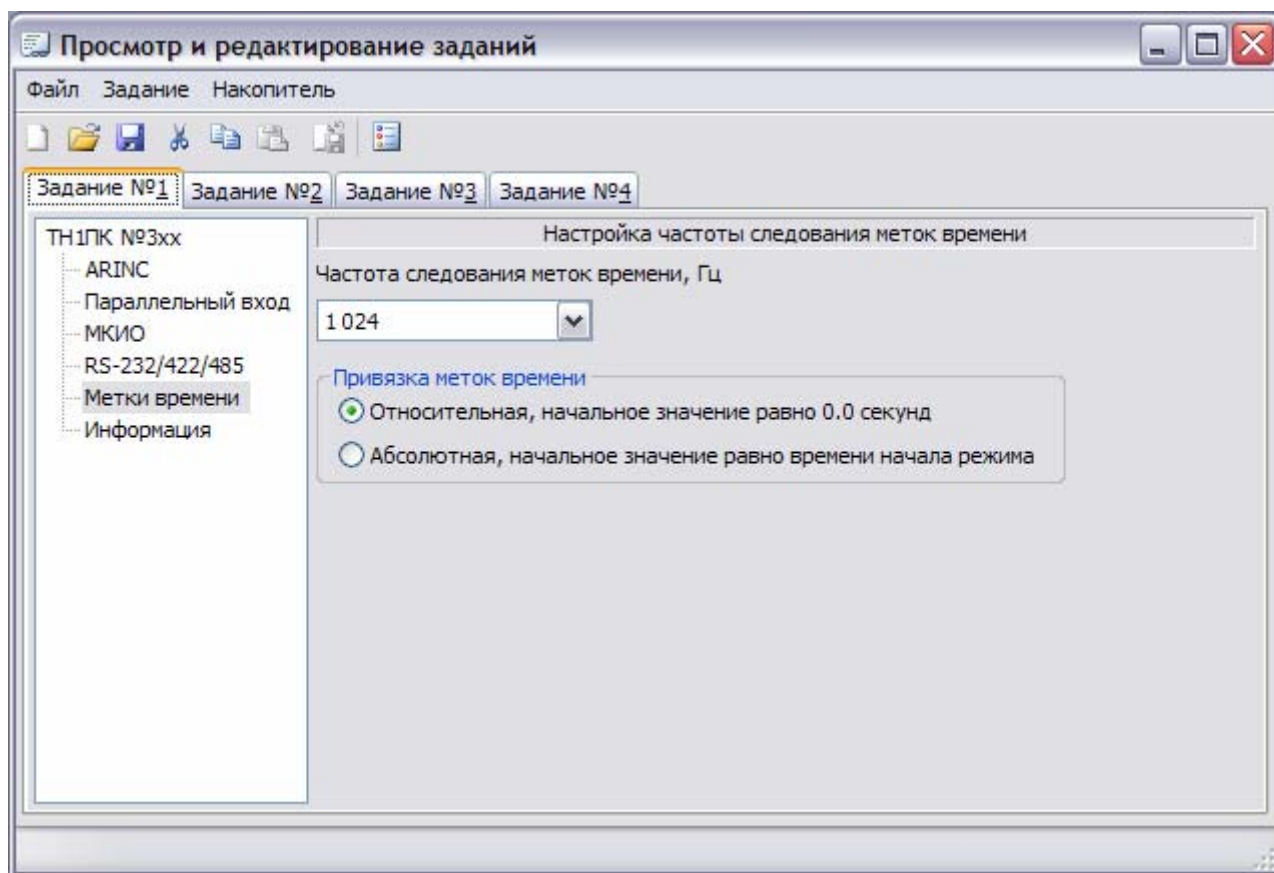 Просмотр и редактирование заданий
Файл Задание Накопитель
Задание №1 Задание №2 Задание №3 Задание №4
ТН1ПК №3хх
ARINC
Параллельный вход
МКИО
RS-232/422/485
Метки времени
Информация
Настройка частоты следования меток времени
Частота следования меток времени, Гц
1 024
Привязка меток времени
Относительная, начальное значение равно 0.0 секунд
Абсолютная, начальное значение равно времени начала режима